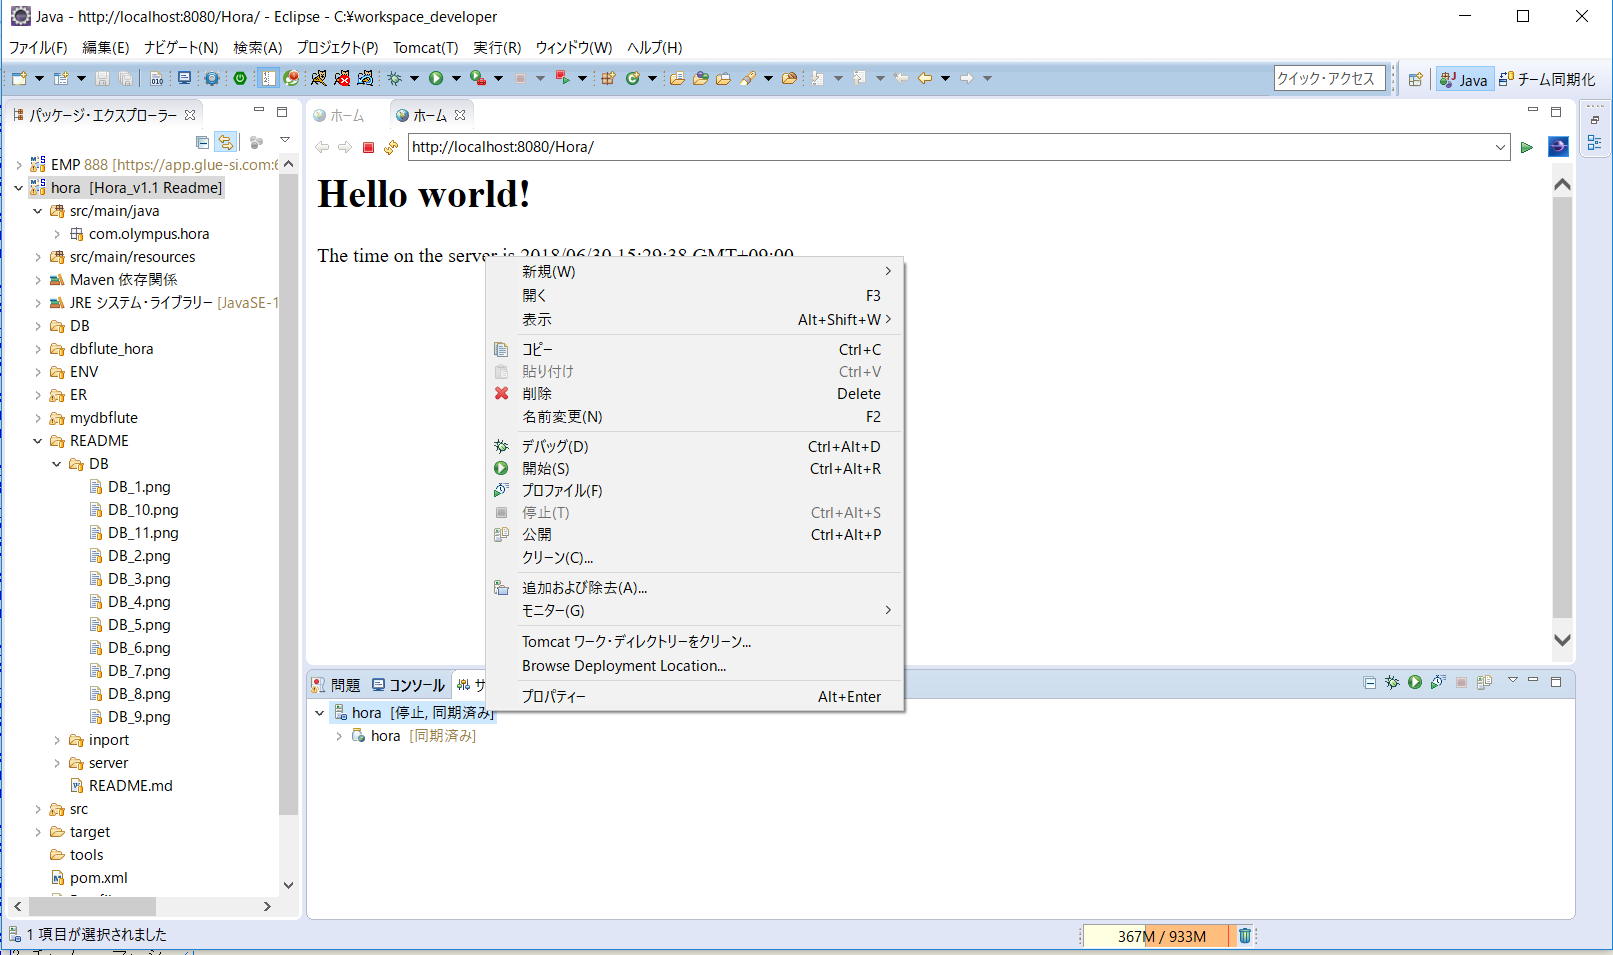 Java - http://localhost:8080/Hora/ - Eclipse - C:¥workspace_developer
ファイル(F) 編集(E) ナビゲート(N) 検索(A) プロジェクト(P) Tomcat(T) 実行(R) ウィンドウ(W) ヘルプ(H)
クイック・アクセス
Java
チーム同期化
パッケージ・エクスプローラー
EMP 888 [https://app.glue-si.com:6
hora [Hora_v1.1 Readme]
src/main/java
com.olympus.hora
src/main/resources
Maven 依存関係
JRE システム・ライブラリー [JavaSE-1
DB
dbflute_hora
ENV
ER
mydbflute
README
DB
DB_1.png
DB_10.png
DB_11.png
DB_2.png
DB_3.png
DB_4.png
DB_5.png
DB_6.png
DB_7.png
DB_8.png
DB_9.png
inport
server
README.md
src
target
tools
pom.xml
ホーム
ホーム
http://localhost:8080/Hora/
Hello world!
The time on the server is 2018/06/30 15:29:38 GMT+09:00
新規(W)
開く F3
表示 Alt+Shift+W
コピー Ctrl+C
貼り付け Ctrl+V
削除 Delete
名前変更(N) F2
デバッグ(D) Ctrl+Alt+D
開始(S) Ctrl+Alt+R
プロファイル(F)
停止(T) Ctrl+Alt+S
公開 Ctrl+Alt+P
クリーン(C)...
追加および除去(A)...
モニター(G)
Tomcat ワーク・ディレクトリーをクリーン...
Browse Deployment Location...
プロパティー Alt+Enter
問題 コンソール サ
hora [停止, 同期済み]
hora [同期済み]
1 項目が選択されました
367M / 933M